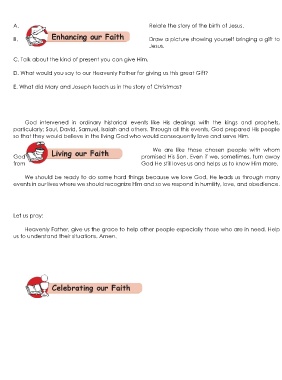 A. Relate the story of the birth of Jesus.
Enhancing our Faith
B. Draw a picture showing yourself bringing a gift to
Jesus.
C. Talk about the kind of present you can give Him.
D. What would you say to our Heavenly Father for giving us this great Gift?
E. What did Mary and Joseph teach us in the story of Christmas?
God intervened in ordinary historical events like His dealings with the kings and prophets,
particularly: Saul, David, Samuel, Isaiah and others. Through all this events, God prepared His people
so that they would believe in the living God who would consequently love and serve Him.
Living our Faith
We are like those chosen people with whom
God promised His Son. Even if we, sometimes, turn away
from God He still loves us and helps us to know Him more.
We should be ready to do some hard things because we love God. He leads us through many
events in our lives where we should recognize Him and so we respond in humility, love, and obedience.
Let us pray:
Heavenly Father, give us the grace to help other people especially those who are in need. Help
us to understand their situations. Amen.
Celebrating our Faith